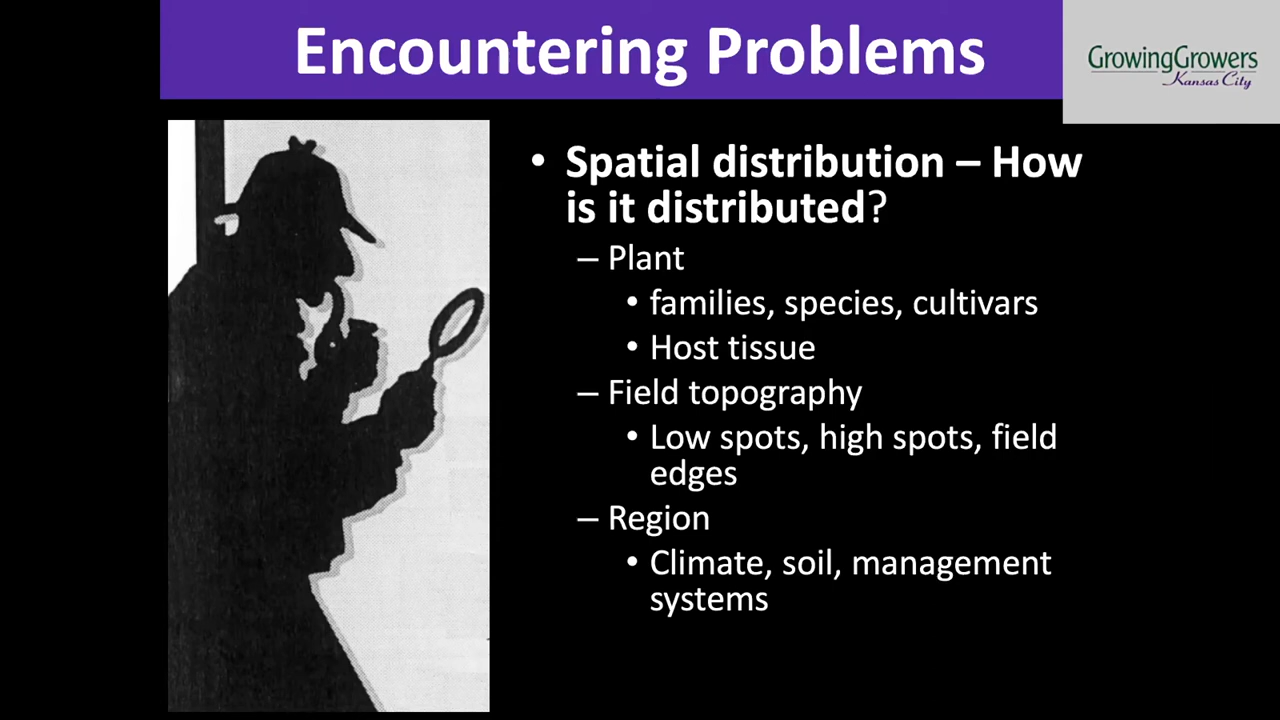 Encountering Problems
GrowingGrowers
Kansas City
• Spatial distribution – How
is it distributed?
– Plant
• families, species, cultivars
• Host tissue
– Field topography
• Low spots, high spots, field
edges
– Region
• Climate, soil, management
systems